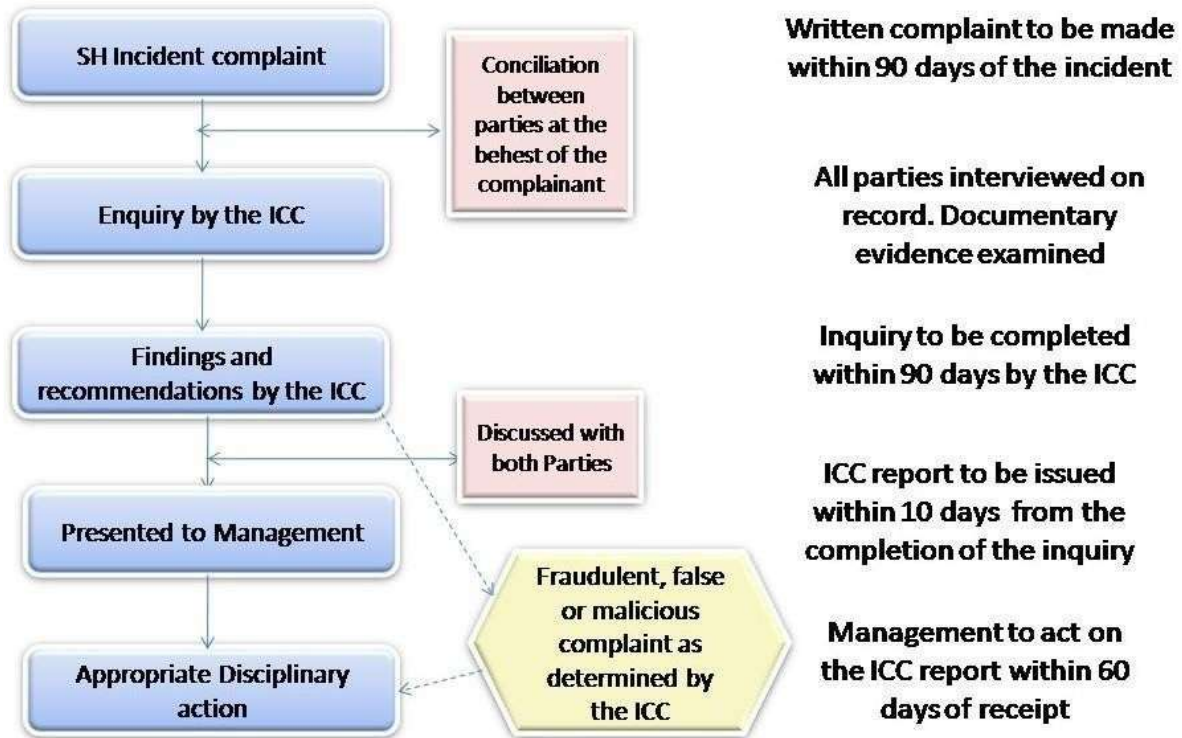 SH Incident complaint
Conciliation
between
parties at the
behest of the
complainant
Written complaint to be made
within 90 days of the incident
Enquiry by the ICC
All parties interviewed on
record. Documentary
evidence examined
Findings and
recommendations by the ICC
Inquiry to be completed
within 90 days by the ICC
Discussed with
both Parties
Presented to Management
ICC report to be issued
within 10 days from the
completion of the inquiry
Fraudulent, false
or malicious
complaint as
determined by
the ICC
Appropriate Disciplinary
action
Management to act on
the ICC report within 60
days of receipt